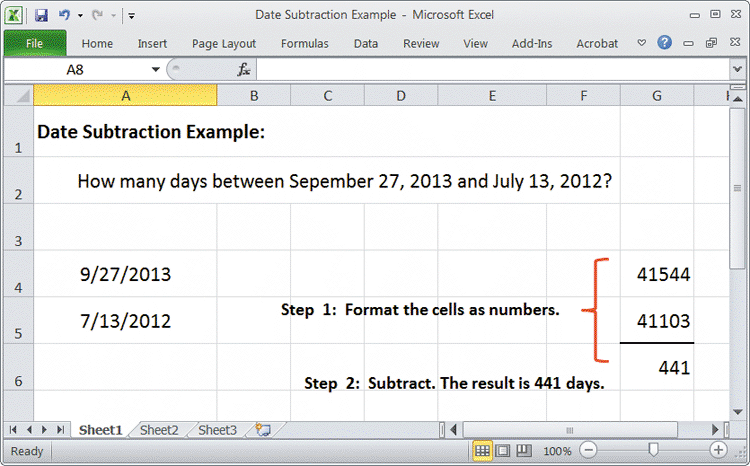 Date Subtraction Example - Microsoft Excel
File Home Insert Page Layout Formulas Data Review View Add-Ins Acrobat
A8 fx
A B C D E F G H
1 Date Subtraction Example:
2 How many days between Sepember 27, 2013 and July 13, 2012?
3
4 9/27/2013 41544
Step 1: Format the cells as numbers.
5 7/13/2012 41103
6 441
Step 2: Subtract. The result is 441 days.
Sheet1 Sheet2 Sheet3
Ready 100%